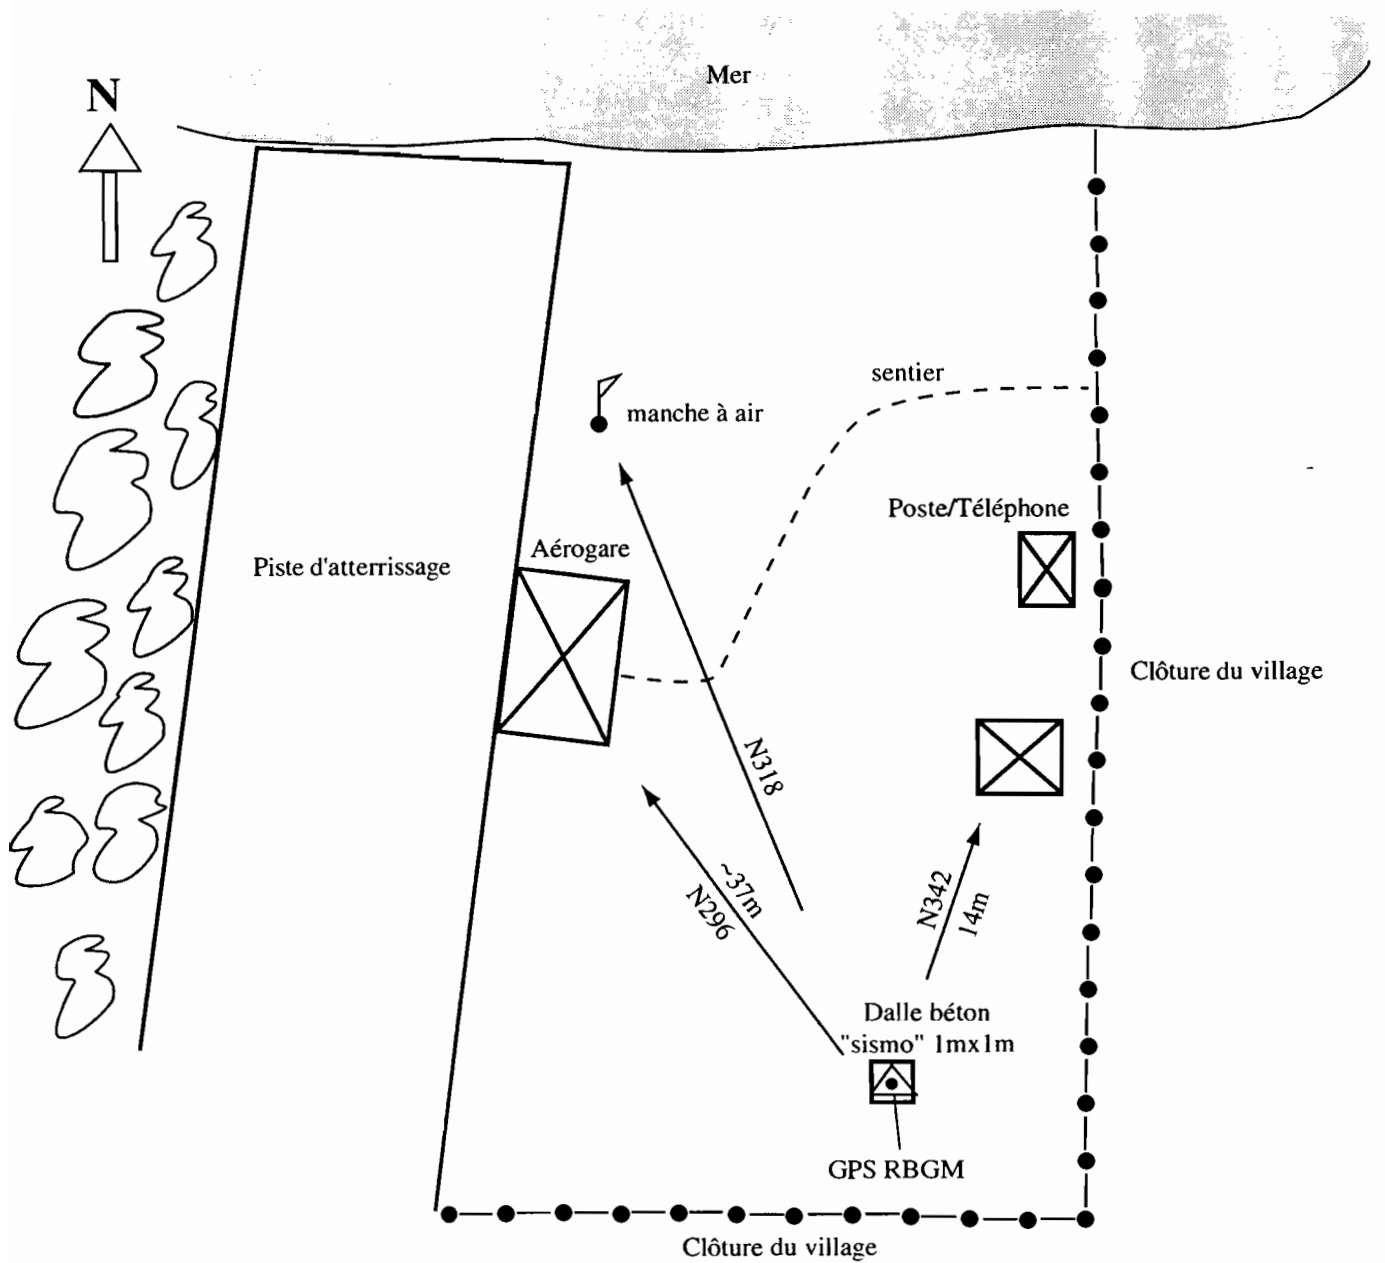 Mer
N
sentier
manche à air
Poste/Téléphone
Aérogare
Piste d'atterrissage
Clôture du village
N318
~37m
N296
N342
14m
Dalle béton
"sismo" 1mx1m
GPS RBGM
Clôture du village